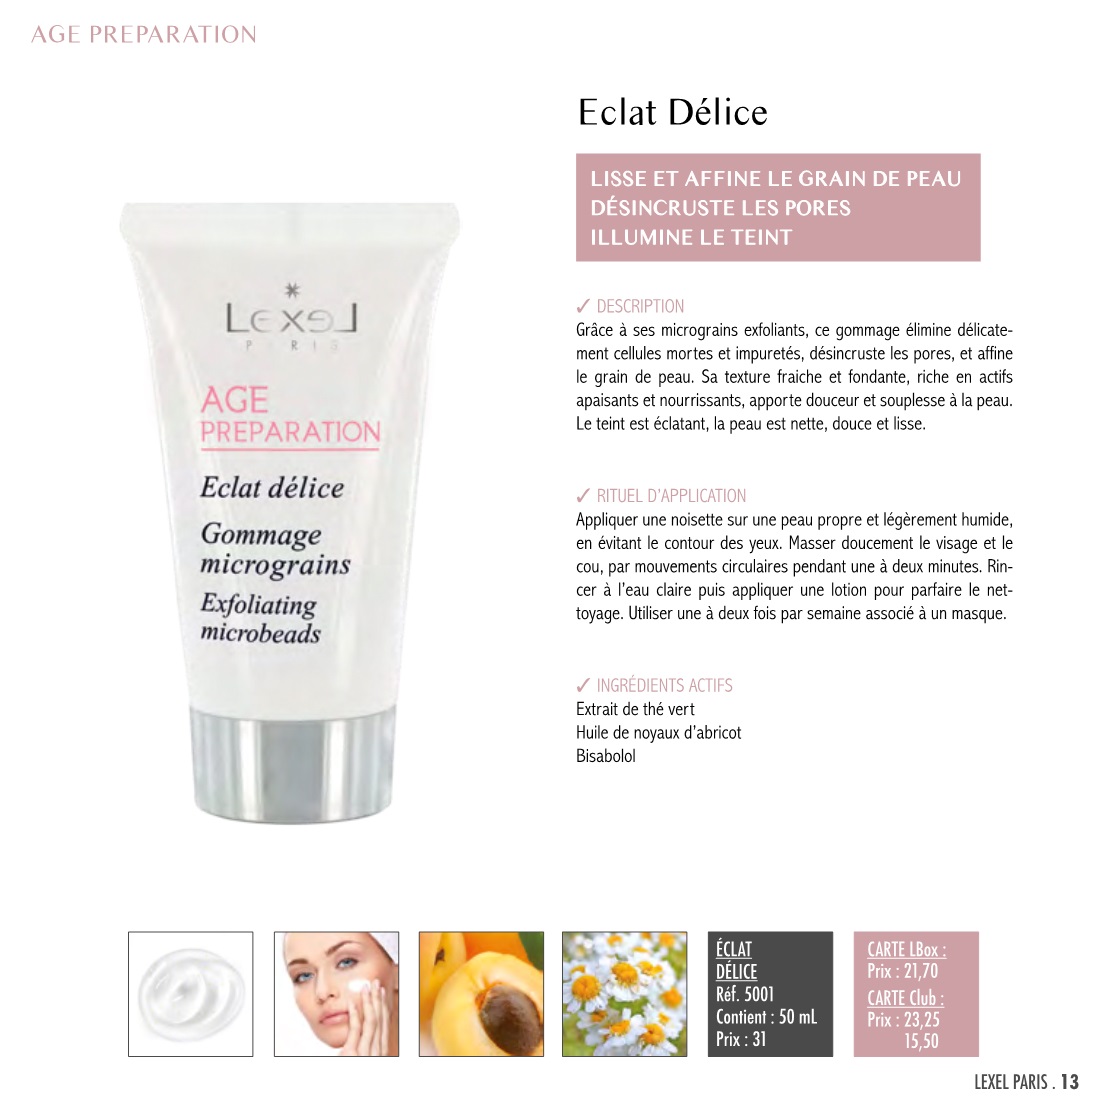 AGE PREPARATION
Eclat Délice
LISSE ET AFFINE LE GRAIN DE PEAU
DÉSINCRUSTE LES PORES
ILLUMINE LE TEINT
Lexel
PARIS
AGE
PREPARATION
Eclat délice
Gommage
micrograins
Exfoliating
microbeads
✓ DESCRIPTION
Grâce à ses micrograins exfoliants, ce gommage élimine délicate-
ment cellules mortes et impuretés, désincruste les pores, et affine
le grain de peau. Sa texture fraiche et fondante, riche en actifs
apaisants et nourrissants, apporte douceur et souplesse à la peau.
Le teint est éclatant, la peau est nette, douce et lisse.
✓ RITUEL D'APPLICATION
Appliquer une noisette sur une peau propre et légèrement humide,
en évitant le contour des yeux. Masser doucement le visage et le
cou, par mouvements circulaires pendant une à deux minutes. Rin-
cer à l'eau claire puis appliquer une lotion pour parfaire le net-
toyage. Utiliser une à deux fois par semaine associé à un masque.
✓ INGRÉDIENTS ACTIFS
Extrait de thé vert
Huile de noyaux d'abricot
Bisabolol
ÉCLAT
DÉLICE
Réf. 5001
Contient : 50 mL
Prix : 31
CARTE LBox :
Prix : 21,70
CARTE Club :
Prix : 23,25
15,50
LEXEL PARIS . 13